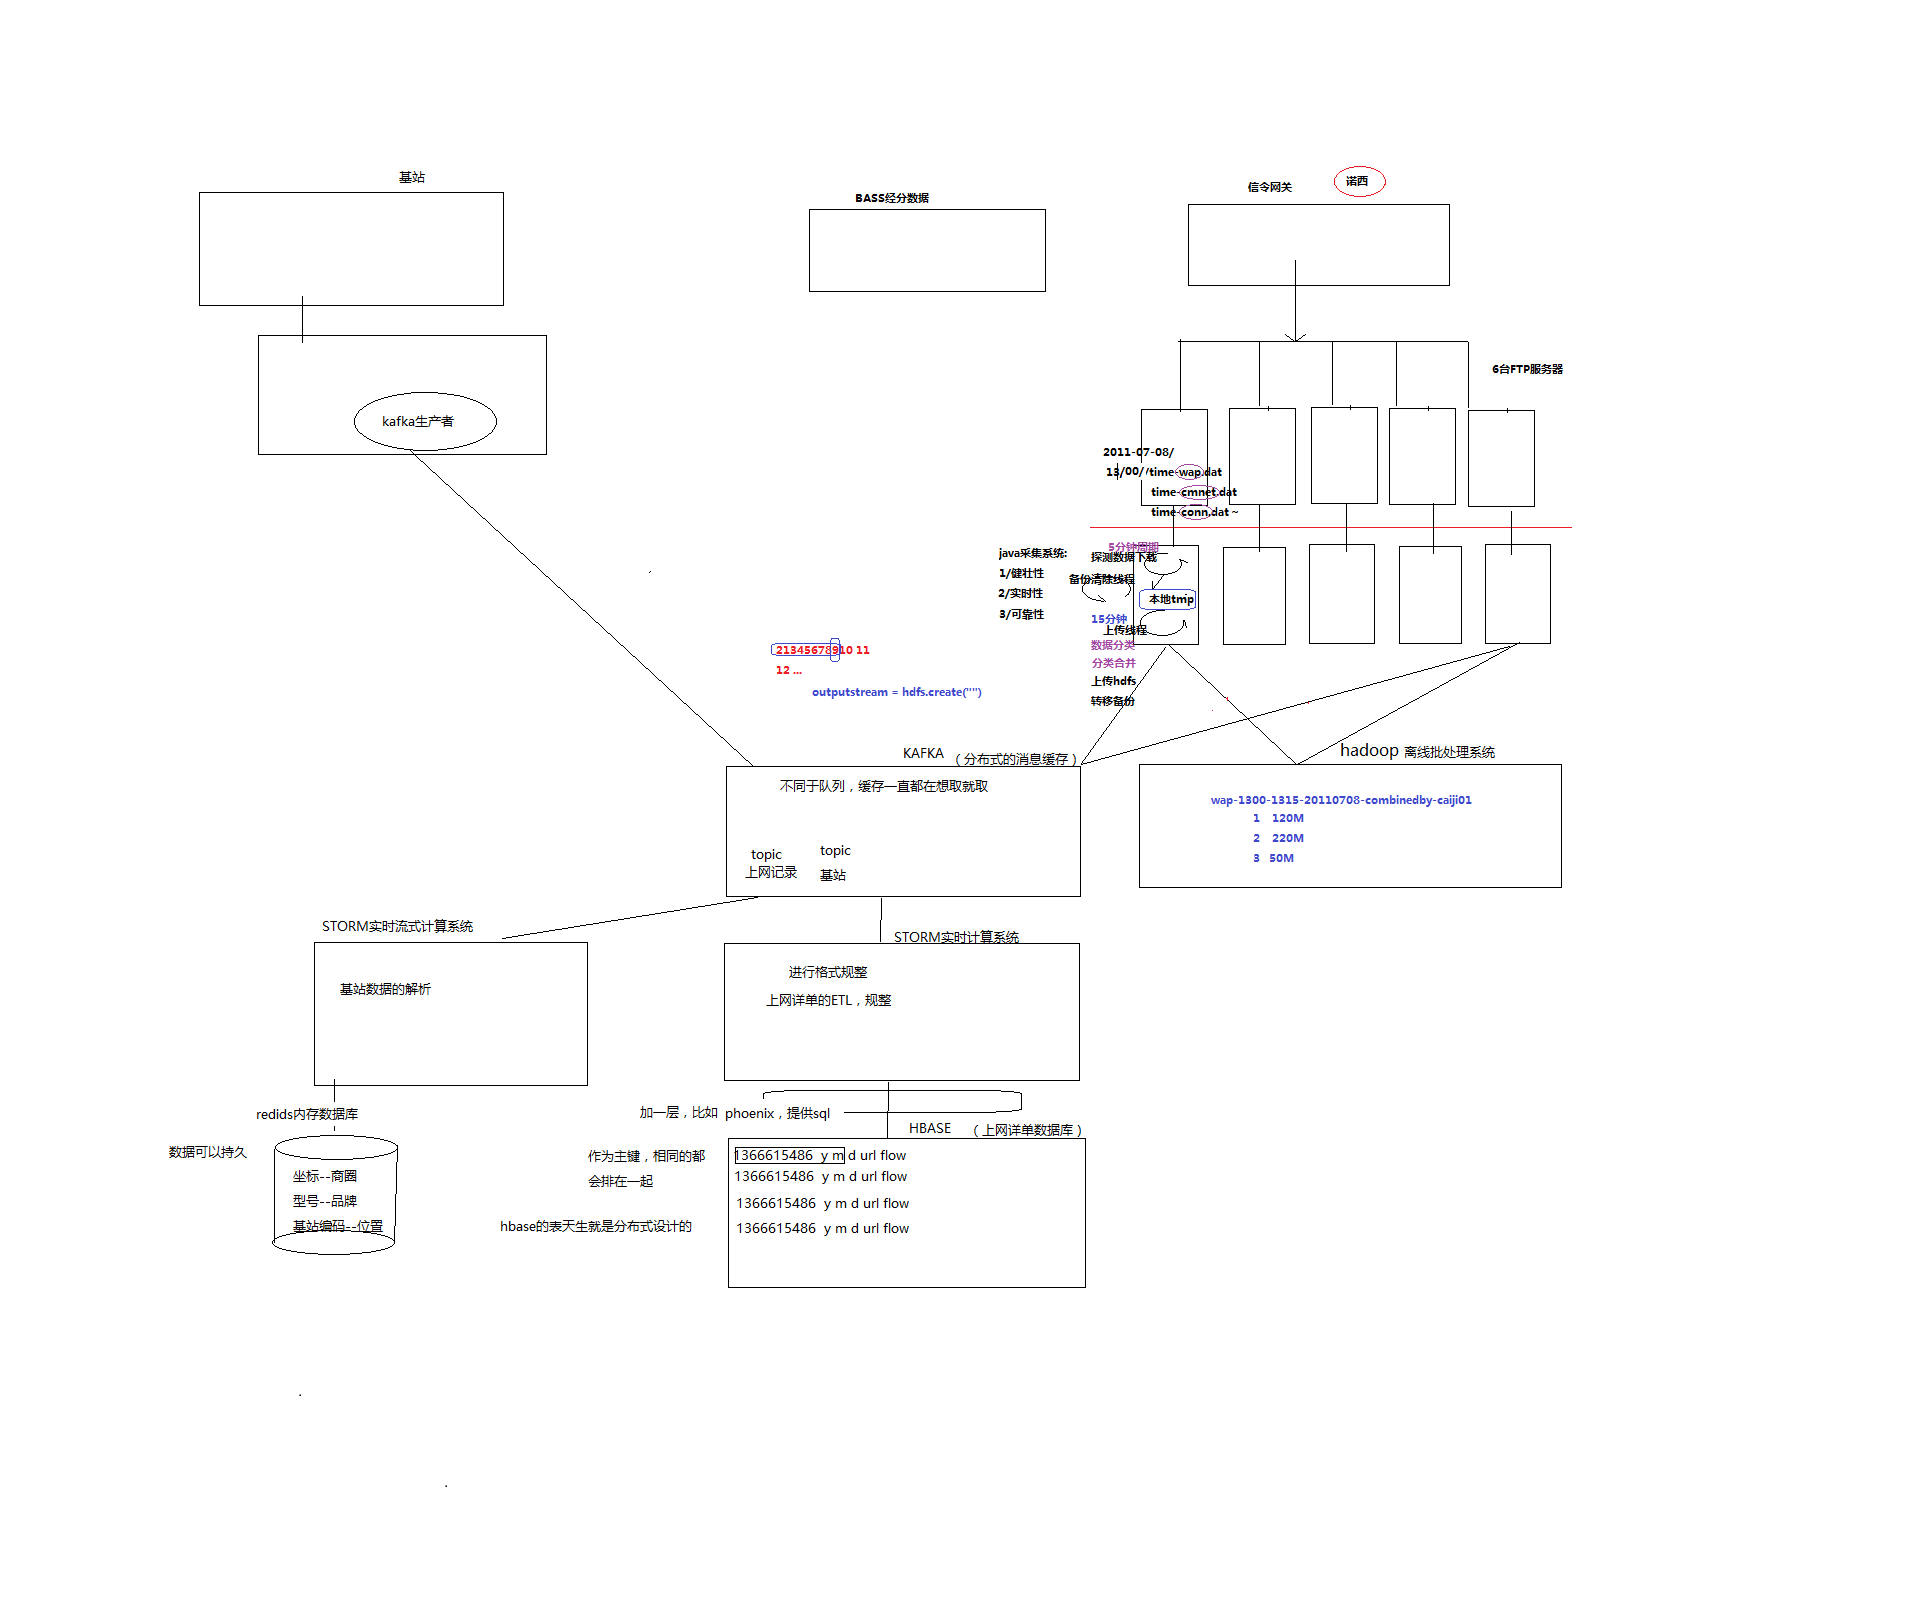 基站
BASS经分数据
信令网关
诺西
6台FTP服务器
kafka生产者
2011-07-08/
13/00/ /time-wap.dat
time-cmnet.dat
time-conn.dat ~
java采集系统:
1/健壮性
2/实时性
3/可靠性
5分钟周期
探测数据下载
备份清除线程
本地tmp
15分钟
上传线程
数据分类
分类合并
上传hdfs
转移备份
21345678910 11
12 ...
outputstream = hdfs.create("")
KAFKA （分布式的消息缓存）
不同于队列，缓存一直都在想取就取
topic
上网记录
topic
基站
hadoop 离线批处理系统
wap-1300-1315-20110708-combinedby-caiji01
1 120M
2 220M
3 50M
STORM实时流式计算系统
基站数据的解析
STORM实时计算系统
进行格式规整
上网详单的ETL，规整
redids内存数据库
数据可以持久
坐标--商圈
型号--品牌
基站编码--位置
加一层，比如 phoenix，提供sql
HBASE （上网详单数据库）
作为主键，相同的都
会排在一起
hbase的表天生就是分布式设计的
1366615486 y m d url flow
1366615486 y m d url flow
1366615486 y m d url flow
1366615486 y m d url flow